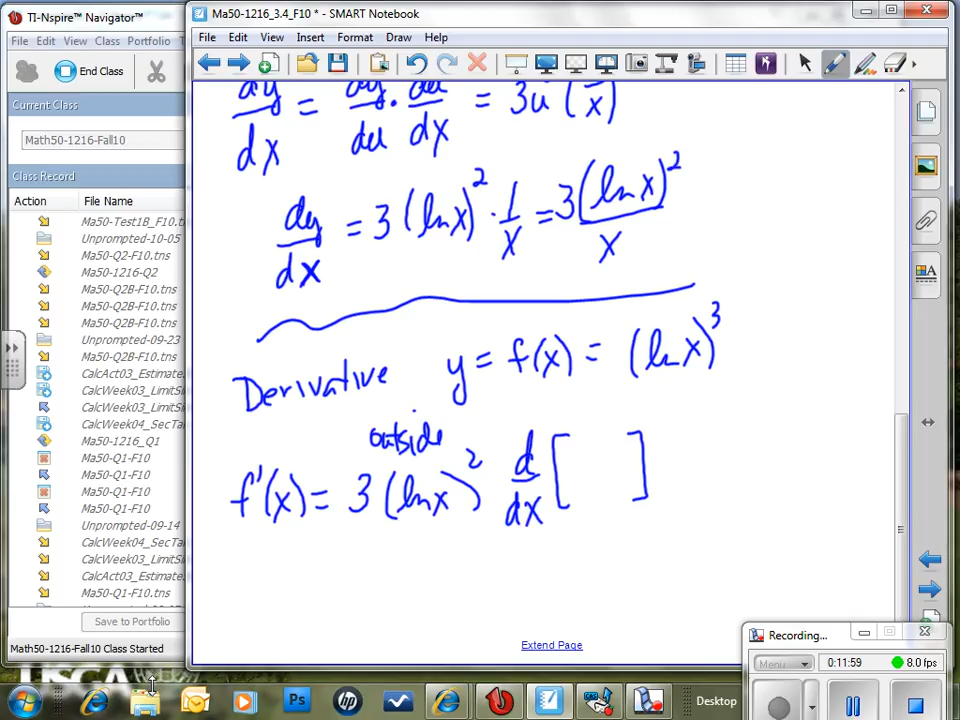 TI-Nspire™ Navigator™
Ma50-1216_3.4_F10 * - SMART Notebook
File Edit View Class Portfolio
File Edit View Insert Format Draw Help
End Class
Current Class
Math50-1216-Fall10
Class Record
Action File Name
Ma50-Test1B_F10.tns
Unprompted-10-05
Ma50-Q2-F10.tns
Ma50-1216-Q2
Ma50-Q2B-F10.tns
Ma50-Q2B-F10.tns
Ma50-Q2B-F10.tns
Unprompted-09-23
Ma50-Q2B-F10.tns
CalcAct03_Estimate.
CalcWeek03_LimitSl
CalcAct03_Estimate.
CalcWeek04_SecTa
Ma50-1216_Q1
Ma50-Q1-F10
Ma50-Q1-F10
Ma50-Q1-F10
Unprompted-09-14
CalcWeek04_SecTa
CalcWeek03_LimitSl
CalcAct03_Estimate.
Ma50-Q1-F10.tns
Save to Portfolio
Math50-1216-Fall10 Class Started
dy/dx = dy/du · du/dx = 3u (1/x)
dy/dx = 3 (ln x)² · 1/x = 3(ln x)²/x
Derivative y = f(x) = (ln x)³
outside
f'(x) = 3 (ln x)² d/dx [ ]
Extend Page
Recording...
Menu 0:11:59 8.0 fps
Desktop